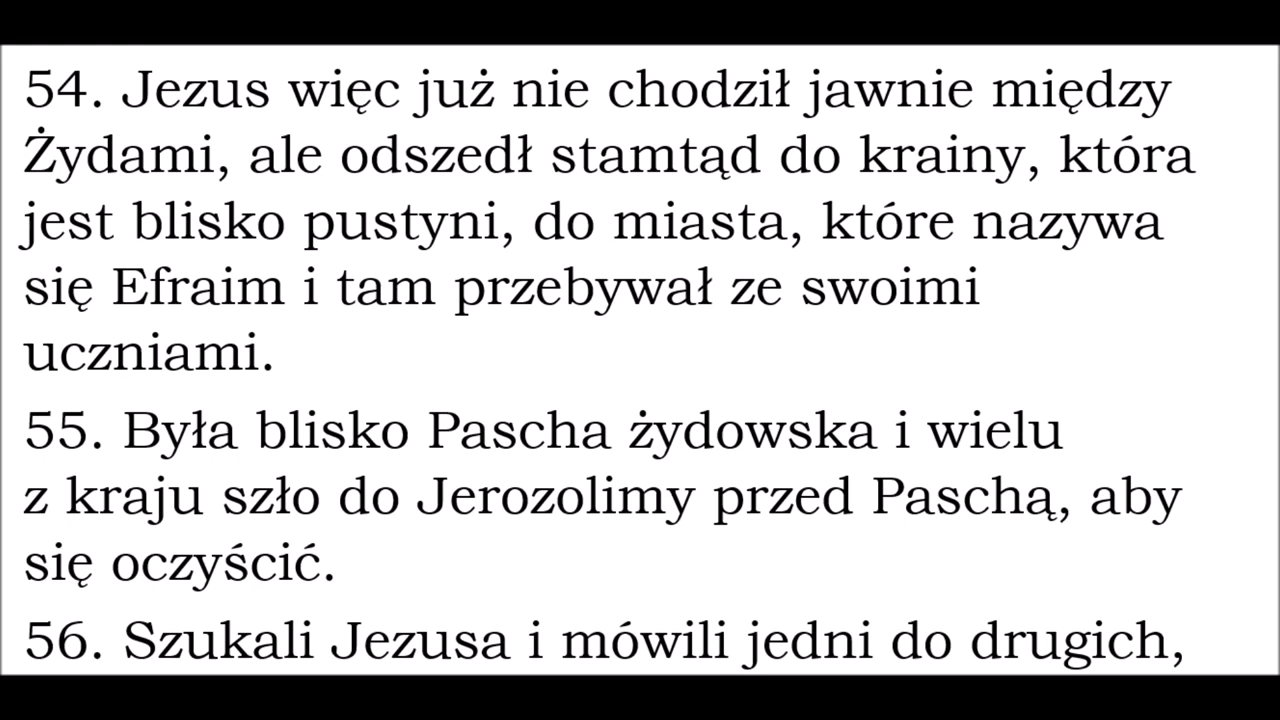 54. Jezus więc już nie chodził jawnie między
Żydami, ale odszedł stamtąd do krainy, która
jest blisko pustyni, do miasta, które nazywa
się Efraim i tam przebywał ze swoimi
uczniami.
55. Była blisko Pascha żydowska i wielu
z kraju szło do Jerozolimy przed Paschą, aby
się oczyścić.
56. Szukali Jezusa i mówili jedni do drugich,